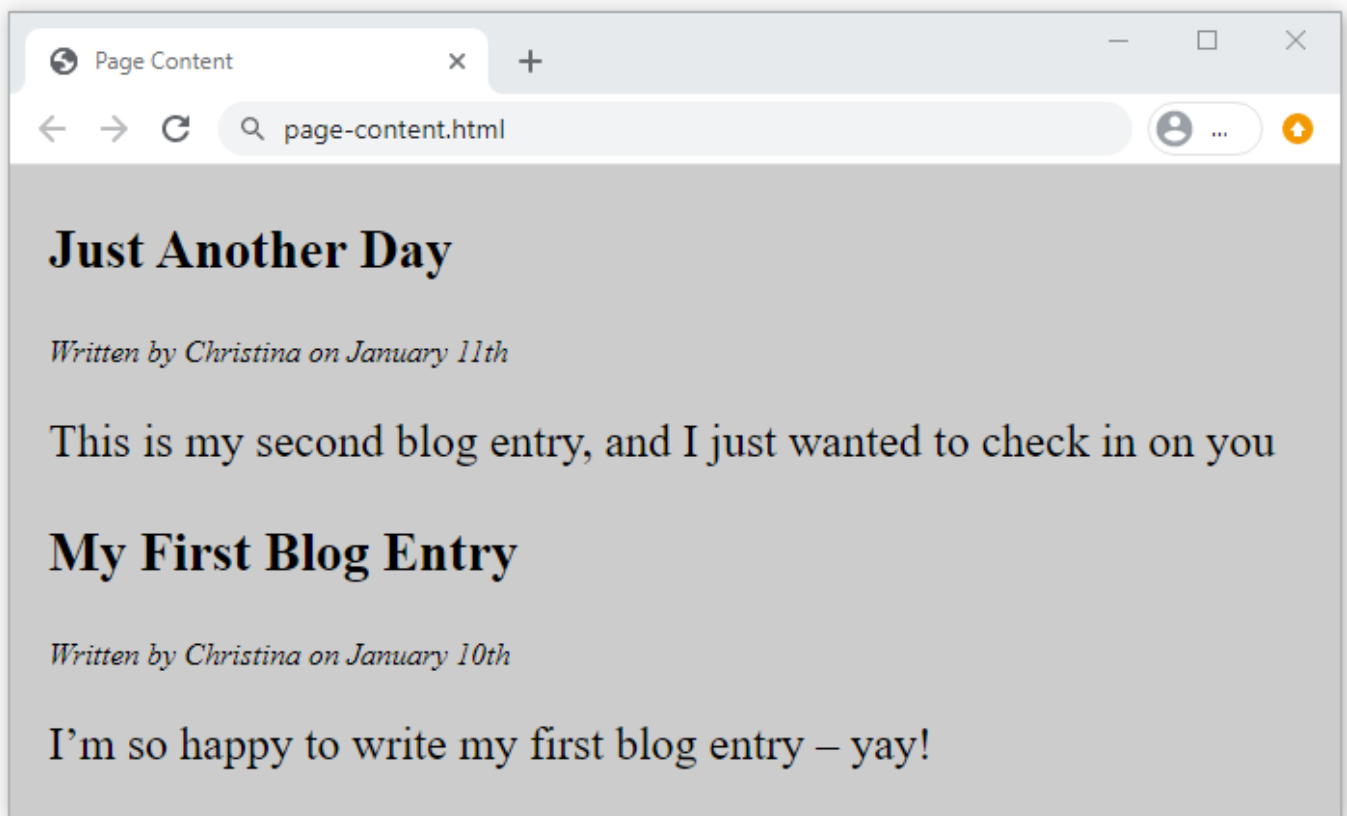 Page Content
page-content.html
...
Just Another Day
Written by Christina on January 11th
This is my second blog entry, and I just wanted to check in on you
My First Blog Entry
Written by Christina on January 10th
I’m so happy to write my first blog entry – yay!